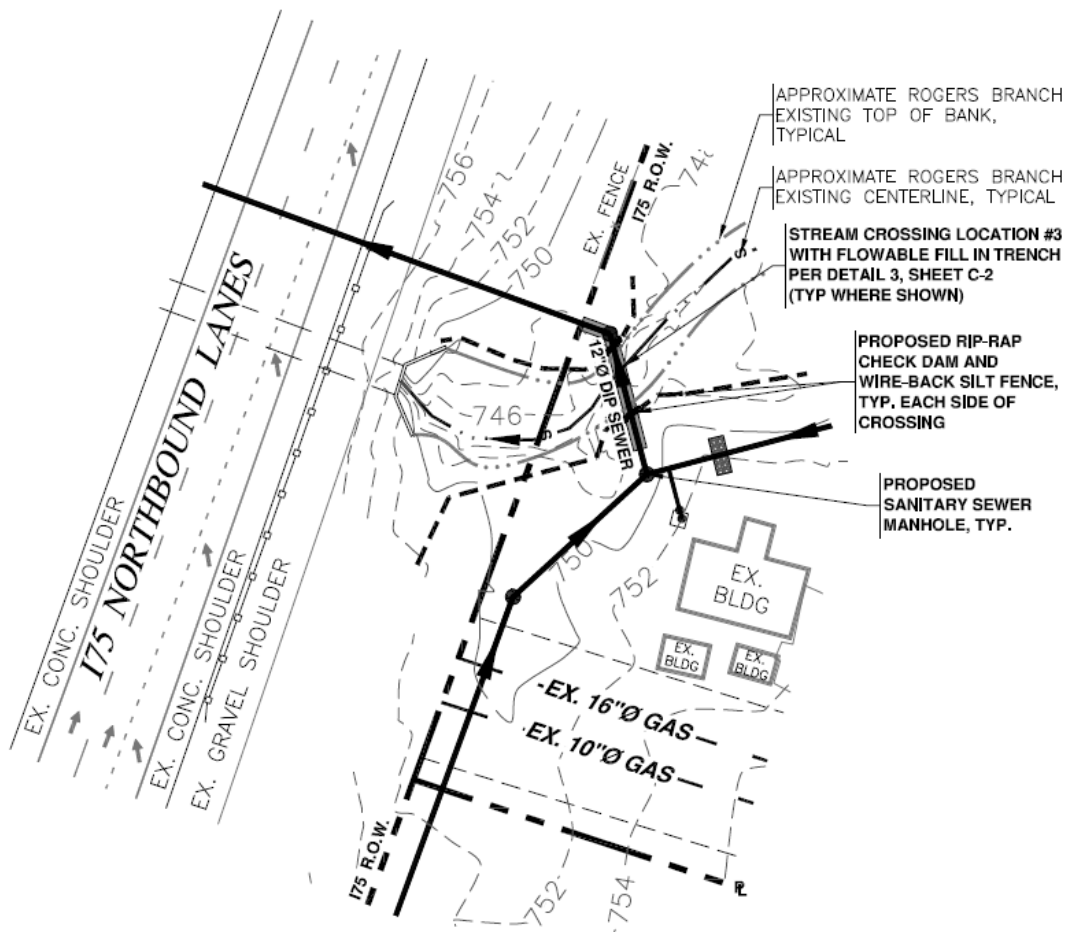 APPROXIMATE ROGERS BRANCH
EXISTING TOP OF BANK,
TYPICAL
APPROXIMATE ROGERS BRANCH
EXISTING CENTERLINE, TYPICAL
STREAM CROSSING LOCATION #3
WITH FLOWABLE FILL IN TRENCH
PER DETAIL 3, SHEET C-2
(TYP WHERE SHOWN)
PROPOSED RIP-RAP
CHECK DAM AND
WIRE-BACK SILT FENCE,
TYP. EACH SIDE OF
CROSSING
PROPOSED
SANITARY SEWER
MANHOLE, TYP.
756
754
752
750
EX. FENCE
I75 R.O.W.
S
12"Ø DIP SEWER
746
S
I75 NORTHBOUND LANES
EX. CONC. SHOULDER
EX. CONC. SHOULDER
EX. GRAVEL SHOULDER
750
752
EX.
BLDG
EX.
BLDG
EX.
BLDG
EX. 16"Ø GAS
EX. 10"Ø GAS
I75 R.O.W.
752
754
PL